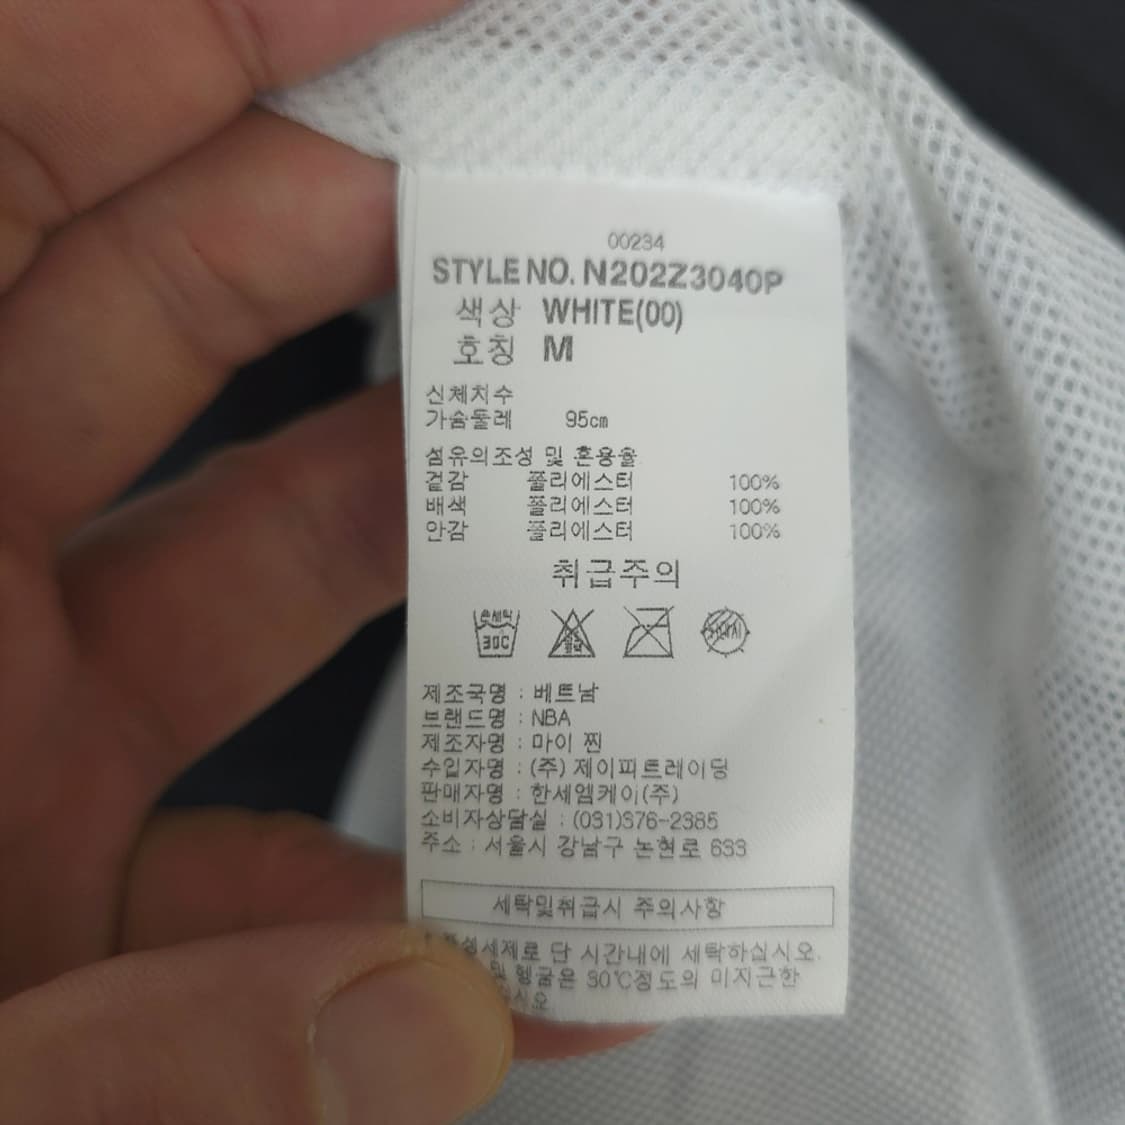 00234
STYLE NO. N202Z3040P
색상 WHITE(00)
호칭 M
신체치수
가슴둘레 95cm
섬유의조성 및 혼용율
겉감 폴리에스터 100%
배색 폴리에스터 100%
안감 폴리에스터 100%
취급주의
손세탁
30C
제조국명 : 베트남
브랜드명 : NBA
제조자명 : 마이 찐
수입자명 : (주) 제이피트레이딩
판매자명 : 한세엠케이(주)
소비자상담실 : (031)376-2385
주소 : 서울시 강남구 논현로 633
세탁및취급시 주의사항
단 시간내에 세탁하십시오.
및 헹굼은 30℃정도의 미지근한